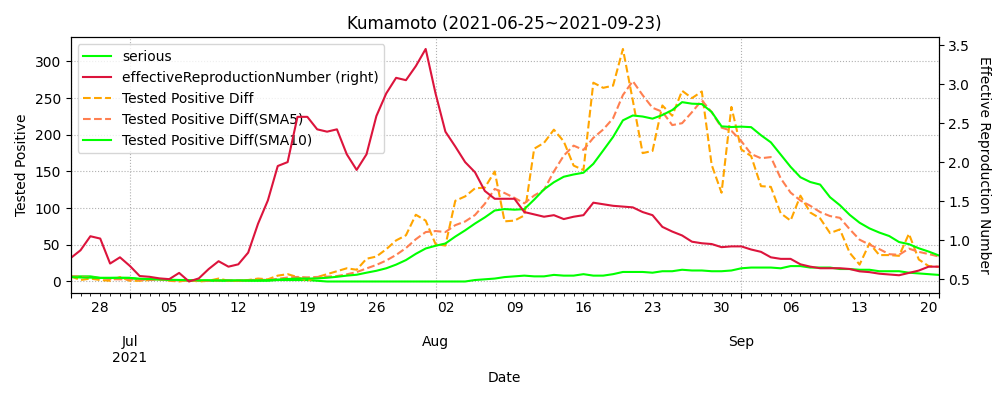 Kumamoto (2021-06-25~2021-09-23)
serious
effectiveReproductionNumber (right)
Tested Positive Diff
Tested Positive Diff(SMA5)
Tested Positive Diff(SMA10)
Tested Positive
300
250
200
150
100
50
0
3.5
3.0
2.5
2.0
1.5
1.0
0.5
Effective Reproduction Number
28 05 12 19 26 02 09 16 23 30 06 13 20
Jul Aug Sep
2021
Date